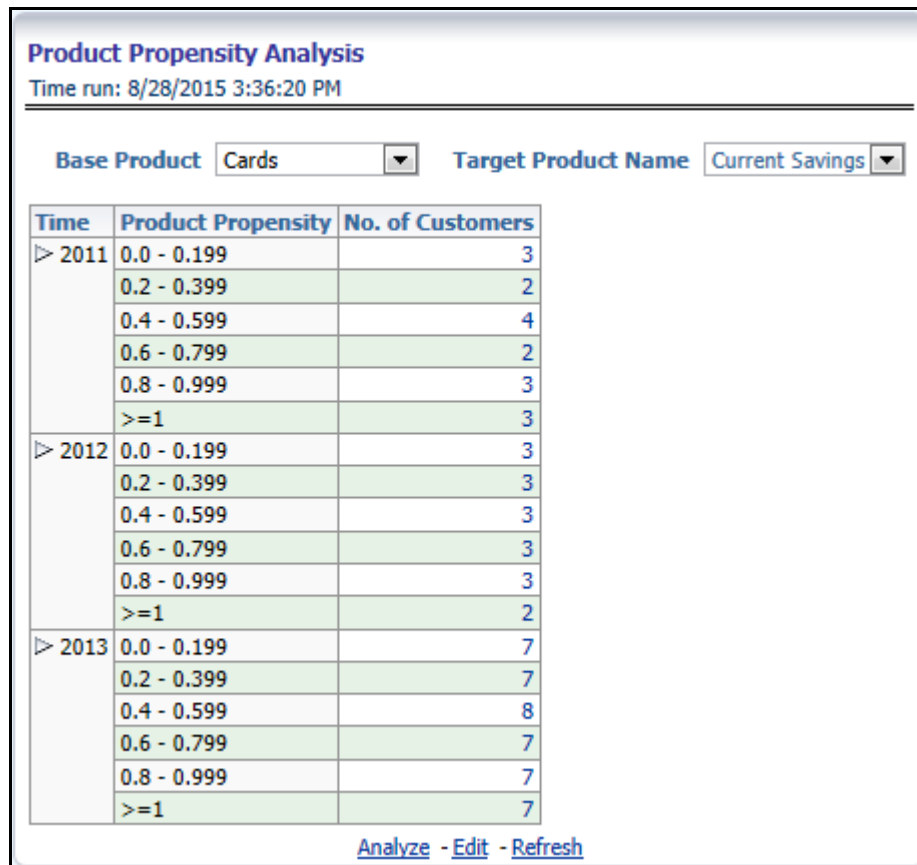 Product Propensity Analysis
Time run: 8/28/2015 3:36:20 PM
Base Product Cards Target Product Name Current Savings
Time Product Propensity No. of Customers
2011 0.0 - 0.199 3
0.2 - 0.399 2
0.4 - 0.599 4
0.6 - 0.799 2
0.8 - 0.999 3
>=1 3
2012 0.0 - 0.199 3
0.2 - 0.399 3
0.4 - 0.599 3
0.6 - 0.799 3
0.8 - 0.999 3
>=1 2
2013 0.0 - 0.199 7
0.2 - 0.399 7
0.4 - 0.599 8
0.6 - 0.799 7
0.8 - 0.999 7
>=1 7
Analyze - Edit - Refresh